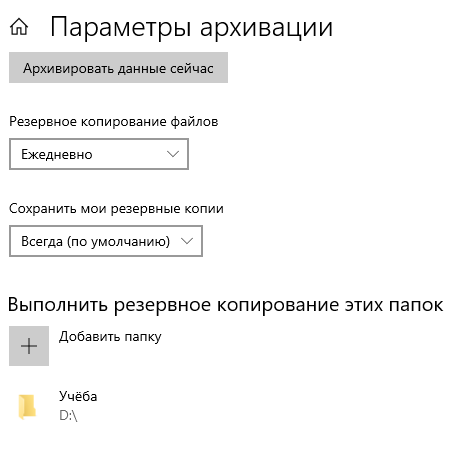 Параметры архивации
Архивировать данные сейчас
Резервное копирование файлов
Ежедневно
Сохранить мои резервные копии
Всегда (по умолчанию)
Выполнить резервное копирование этих папок
Добавить папку
Учёба
D:\